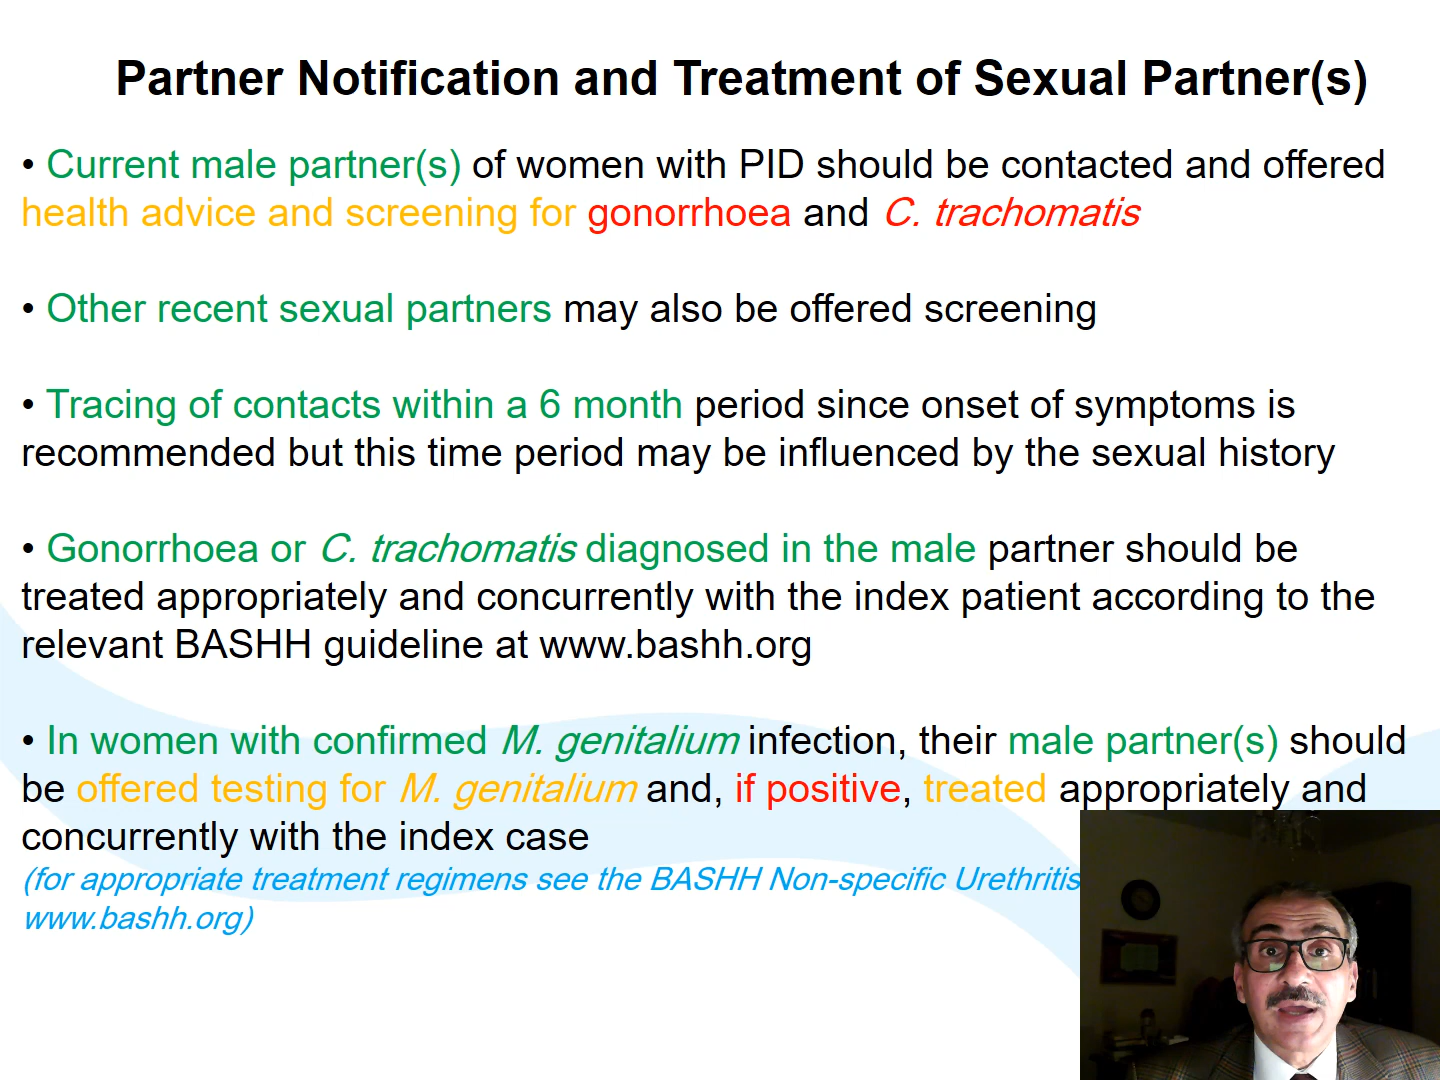 Partner Notification and Treatment of Sexual Partner(s)
• Current male partner(s) of women with PID should be contacted and offered
health advice and screening for gonorrhoea and C. trachomatis
• Other recent sexual partners may also be offered screening
• Tracing of contacts within a 6 month period since onset of symptoms is
recommended but this time period may be influenced by the sexual history
• Gonorrhoea or C. trachomatis diagnosed in the male partner should be
treated appropriately and concurrently with the index patient according to the
relevant BASHH guideline at www.bashh.org
• In women with confirmed M. genitalium infection, their male partner(s) should
be offered testing for M. genitalium and, if positive, treated appropriately and
concurrently with the index case
(for appropriate treatment regimens see the BASHH Non-specific Urethritis
www.bashh.org)